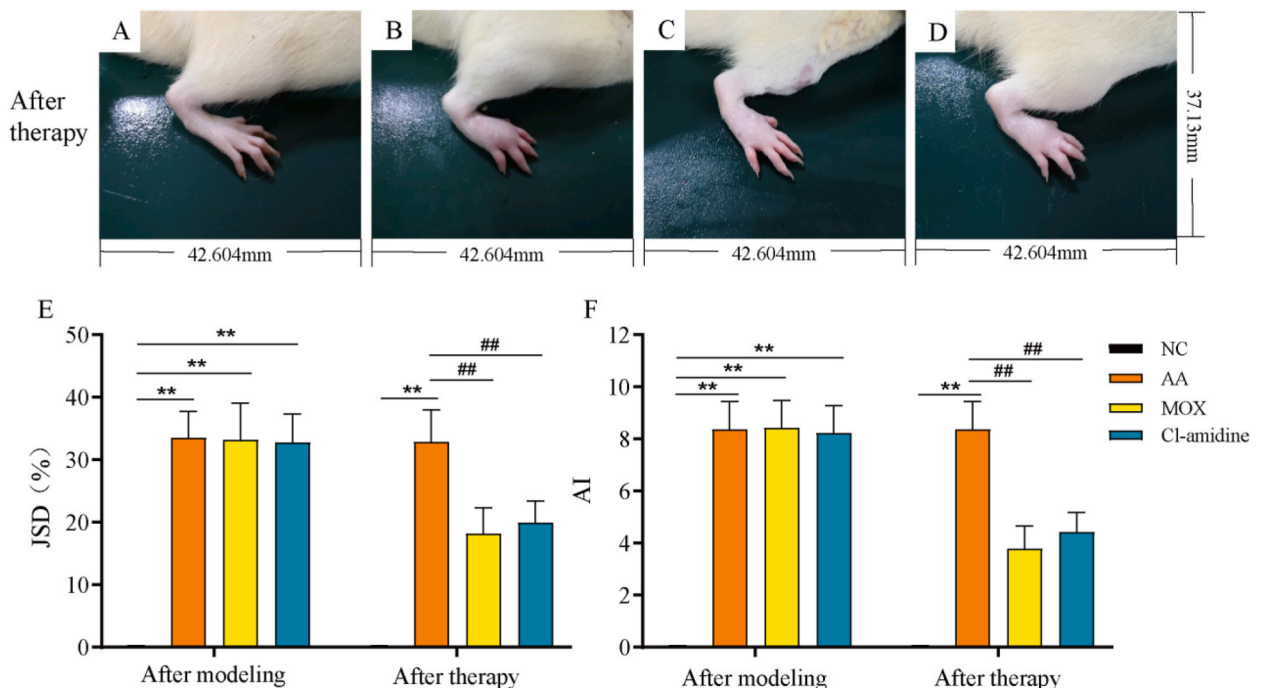 A
B
C
D
After
therapy
37.13mm
42.604mm
42.604mm
42.604mm
42.604mm
E
JSD（%）
50
40
30
20
10
0
**
**
**
**
##
##
After modeling
After therapy
F
AI
12
10
8
6
4
2
0
**
**
**
**
##
##
After modeling
After therapy
NC
AA
MOX
Cl-amidine